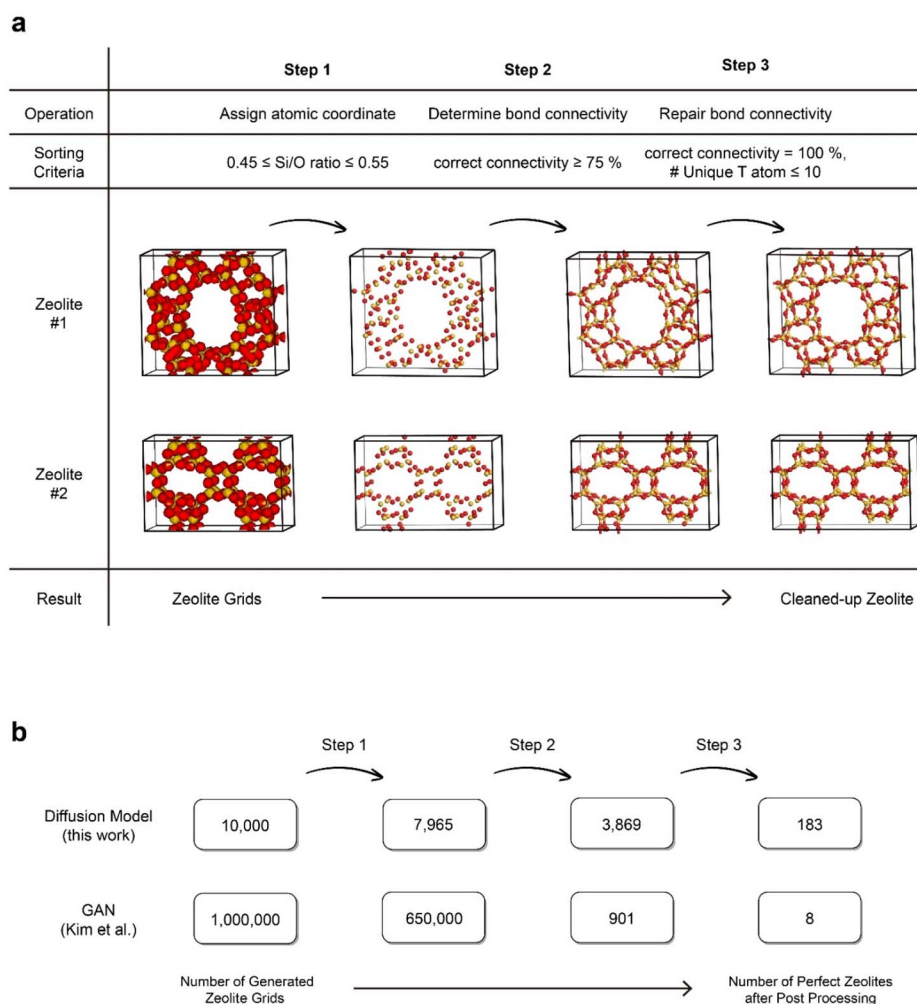 a
Step 1 Step 2 Step 3
Operation Assign atomic coordinate Determine bond connectivity Repair bond connectivity
Sorting
Criteria
0.45 ≤ Si/O ratio ≤ 0.55
correct connectivity ≥ 75 %
correct connectivity = 100 %,
# Unique T atom ≤ 10
Zeolite
#1
Zeolite
#2
Result Zeolite Grids Cleaned-up Zeolite
b
Step 1 Step 2 Step 3
Diffusion Model
(this work)
10,000 7,965 3,869 183
GAN
(Kim et al.)
1,000,000 650,000 901 8
Number of Generated
Zeolite Grids
Number of Perfect Zeolites
after Post Processing